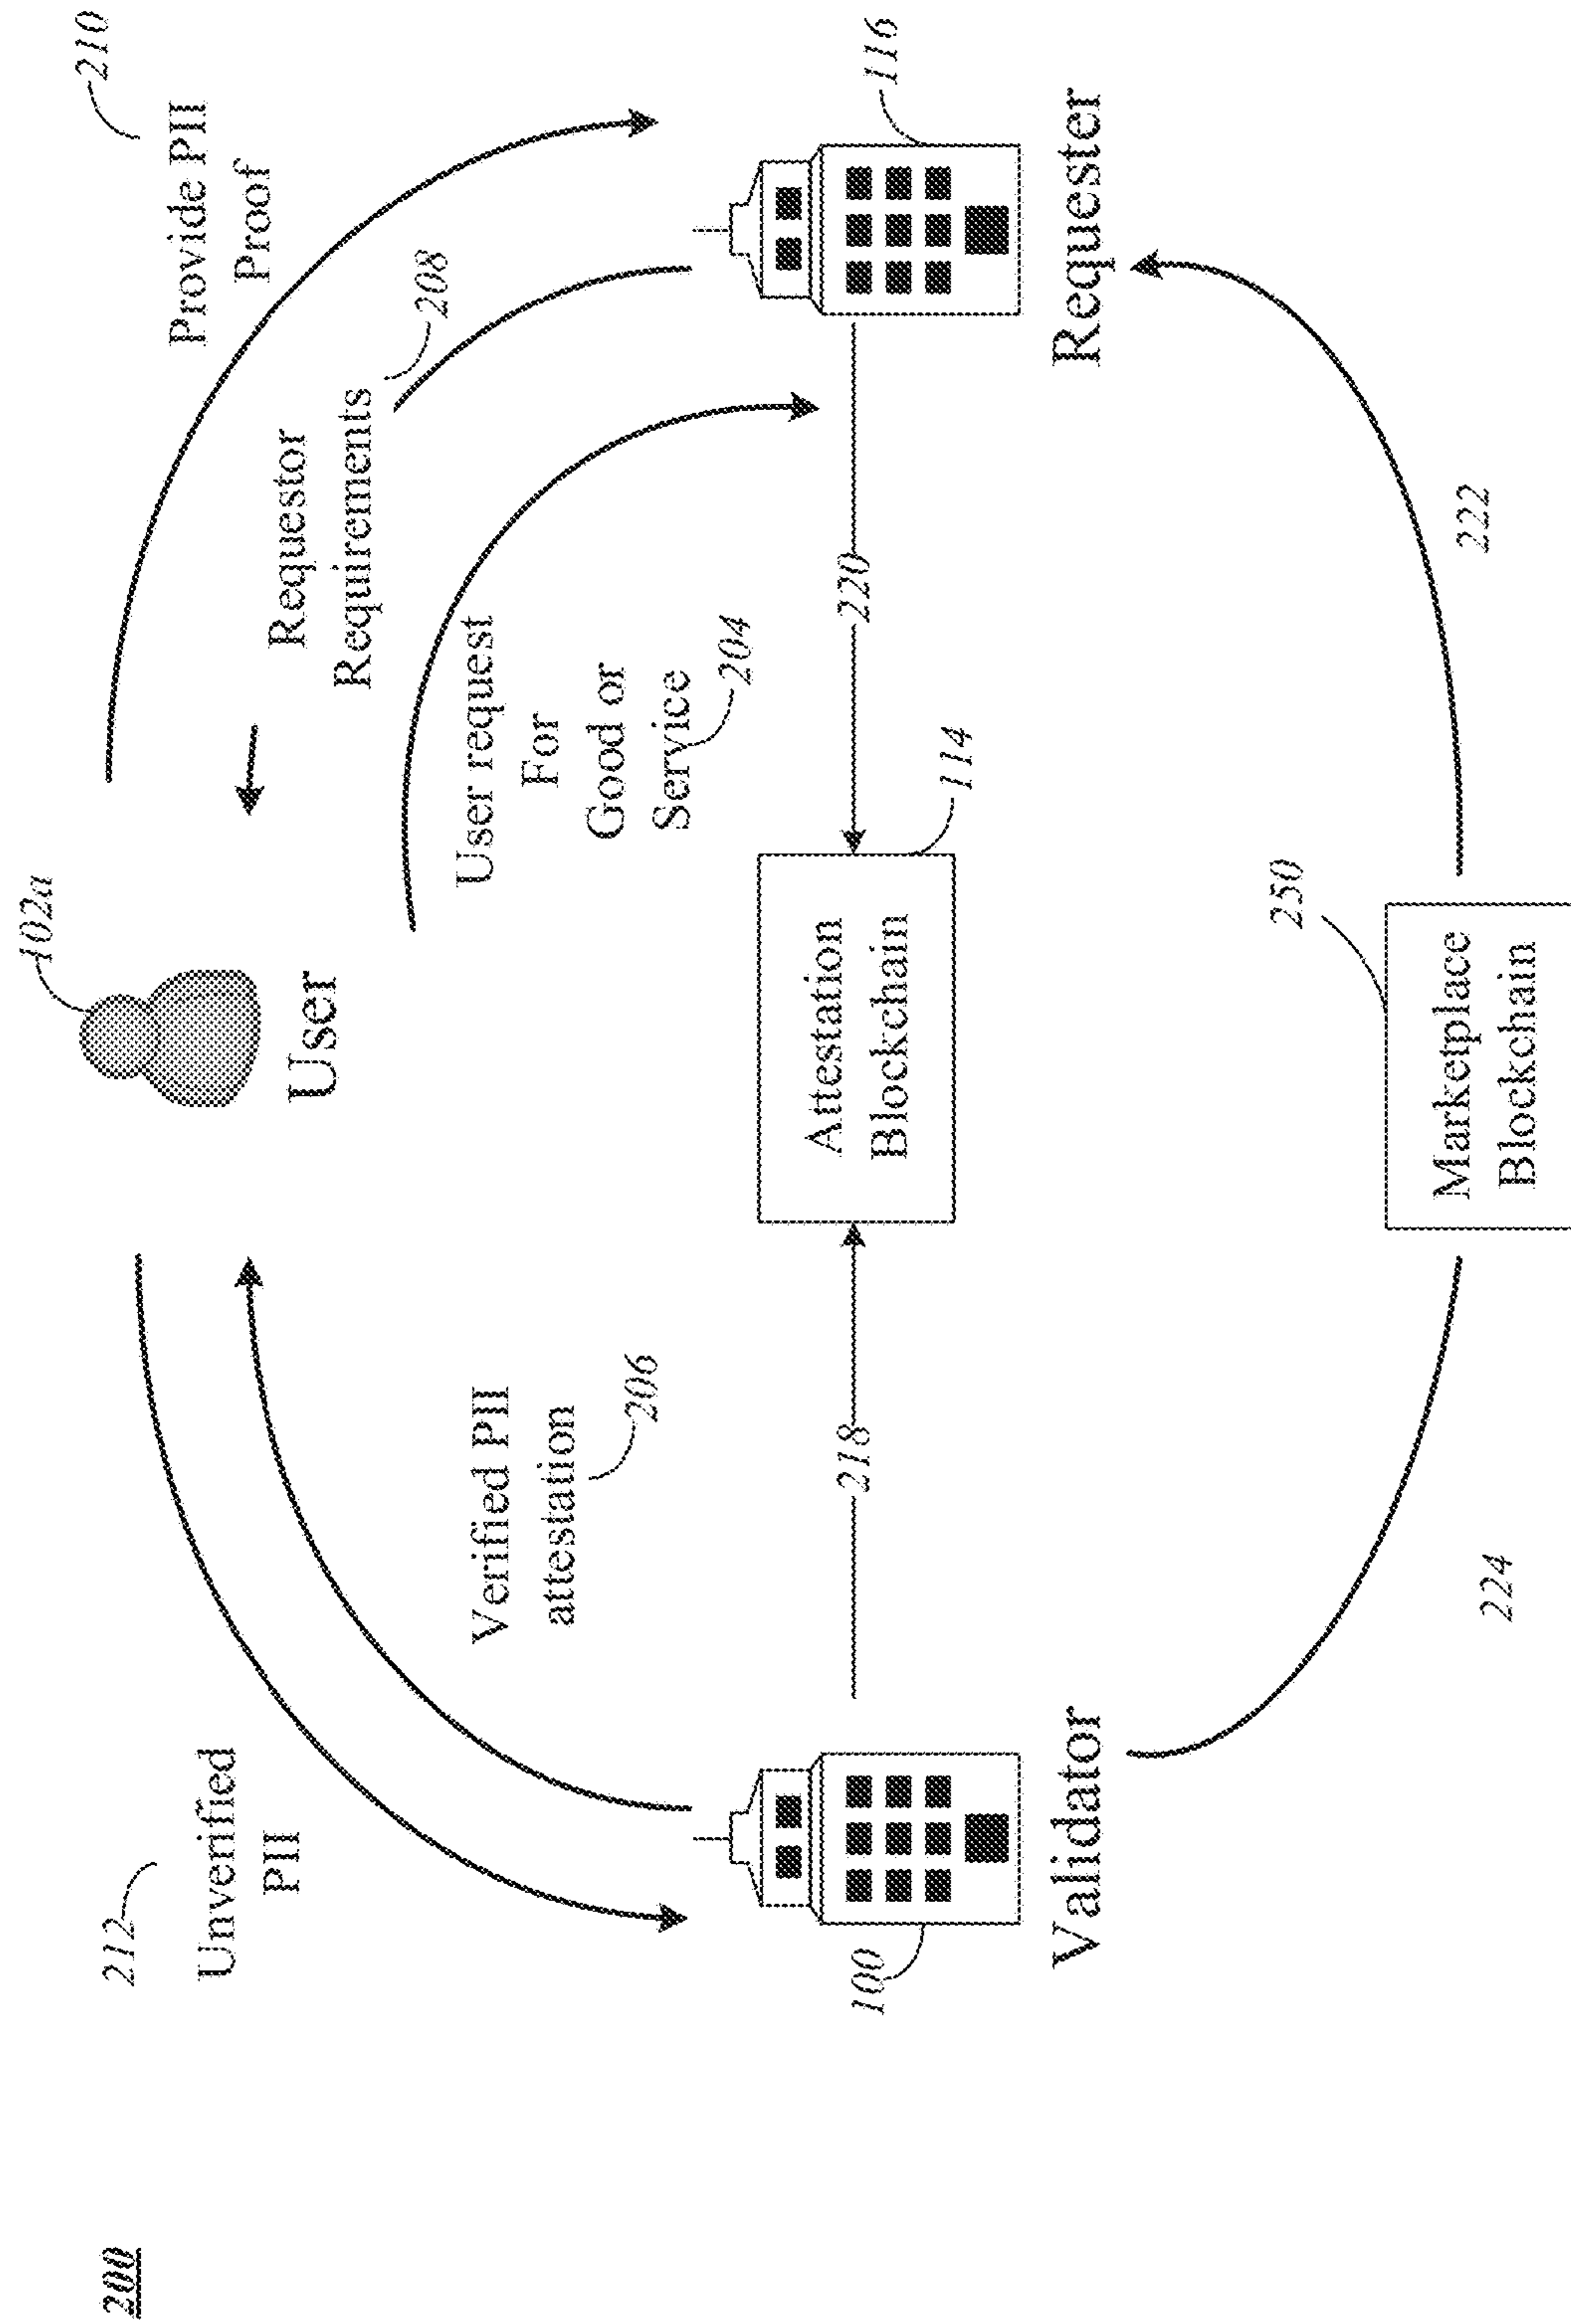 200
212
Unverified
PII
102a
User
210
Provide PII
Proof
Requestor
Requirements
208
User request
For
Good or
Service
204
Verified PII
attestation
206
100
Validator
218
Attestation
Blockchain
114
220
116
Requester
224
Marketplace
Blockchain
250
222